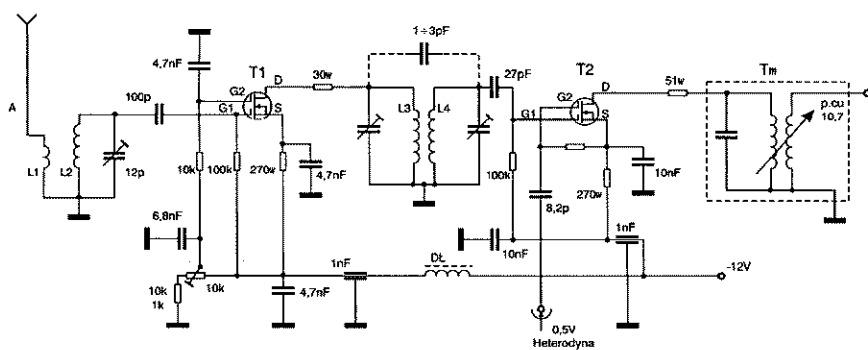 1÷3pF
4,7nF
T1
T2
Tm
D
30w
27pF
D
51w
G2
G2
p.cu
10,7
100p
G1
S
L3
L4
G1
S
A
L1
L2
12p
10k
100k
270w
4,7nF
100k
8,2p
270w
10nF
6,8nF
10nF
1nF
1nF
DŁ
10k
-12V
10k
1k
4,7nF
0,5V
Heterodyna